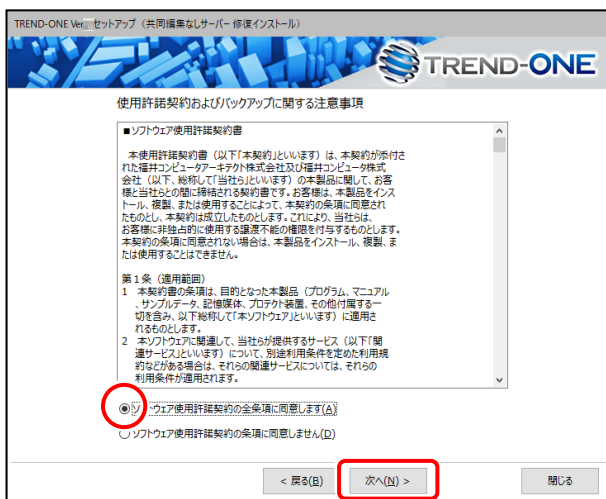 TREND-ONE Ver. セットアップ（共同編集なしサーバー 修復インストール）
TREND-ONE
使用許諾契約およびバックアップに関する注意事項
■ソフトウェア使用許諾契約書
本使用許諾契約書（以下「本契約」といいます）は、本契約が添付さ
れた福井コンピュータアーキテクト株式会社及び福井コンピュータ株式
会社（以下、総称して「当社ら」といいます）の本製品に関して、お客
様と当社らとの間に締結される契約書です。お客様は、本製品をインス
トール、複製、または使用することによって、本契約の条項に同意され
たものとし、本契約は成立したものとします。これにより、当社らは、
お客様に非独占的に使用する譲渡不能の権限を付与するものとします。
本契約の条項に同意されない場合は、本製品をインストール、複製、ま
たは使用することはできません。
第１条（適用範囲）
1 本契約書の条項は、目的となった本製品（プログラム、マニュアル
、サンプルデータ、記憶媒体、プロテクト装置、その他付属する一
切を含み、以下総称して「本ソフトウェア」といいます）に適用さ
れるものとします。
2 本ソフトウェアに関連して、当社らが提供するサービス（以下「関
連サービス」といいます）について、別途利用条件を定めた利用規
約などがある場合は、それらの関連サービスについては、それらの
利用条件が適用されます。
ソフトウェア使用許諾契約の全条項に同意します(A)
ソフトウェア使用許諾契約の条項に同意しません(D)
< 戻る(B)
次へ(N) >
閉じる